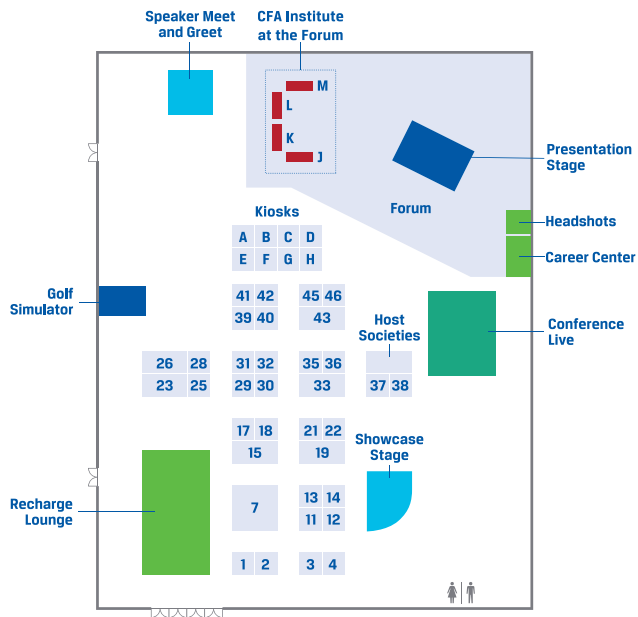 Speaker Meet
and Greet
CFA Institute
at the Forum
M
L
K
J
Presentation
Stage
Kiosks
Forum
Headshots
A B C D
E F G H
Career Center
Golf
Simulator
41 42 45 46
39 40 43
Host
Societies
Conference
Live
26 28 31 32 35 36
23 25 29 30 33 37 38
17 18 21 22
15 19
Showcase
Stage
Recharge
Lounge
7
13 14
11 12
1 2 3 4